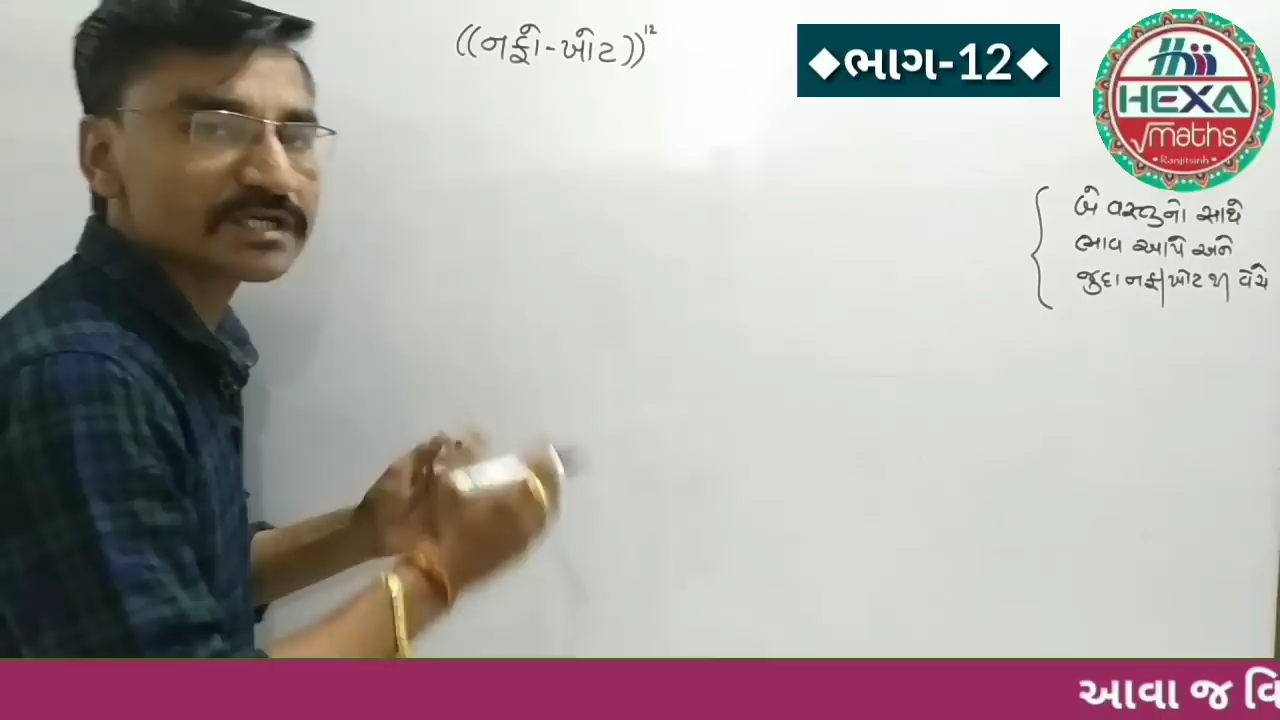 ((નફો-ખોટ))¹²
◆ભાગ-12◆
HEXA
√maths
• Ranjitsinh •
બે વસ્તુનો સાથે
ભાવ આપે અને
જુદા નફા/ખોટ થી વેચે
આવા જ વિ